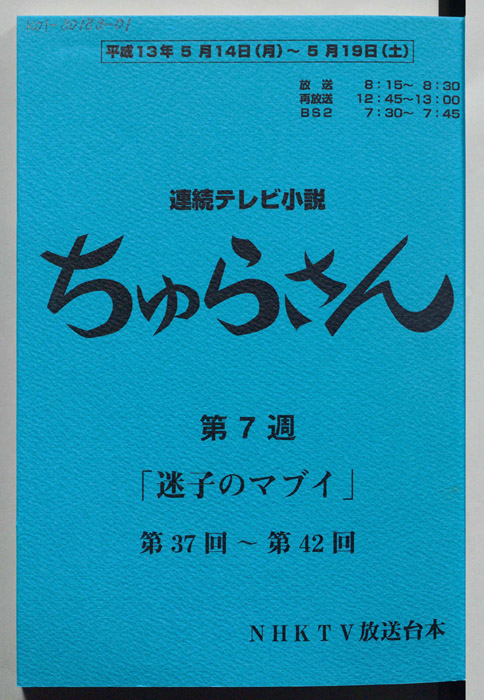 平成13年 5月14日(月)～5月19日(土)
放送 8:15～ 8:30
再放送 12:45～13:00
BS2 7:30～ 7:45
連続テレビ小説
ちゅらさん
第7週
「迷子のマブイ」
第37回～第42回
NHKTV放送台本